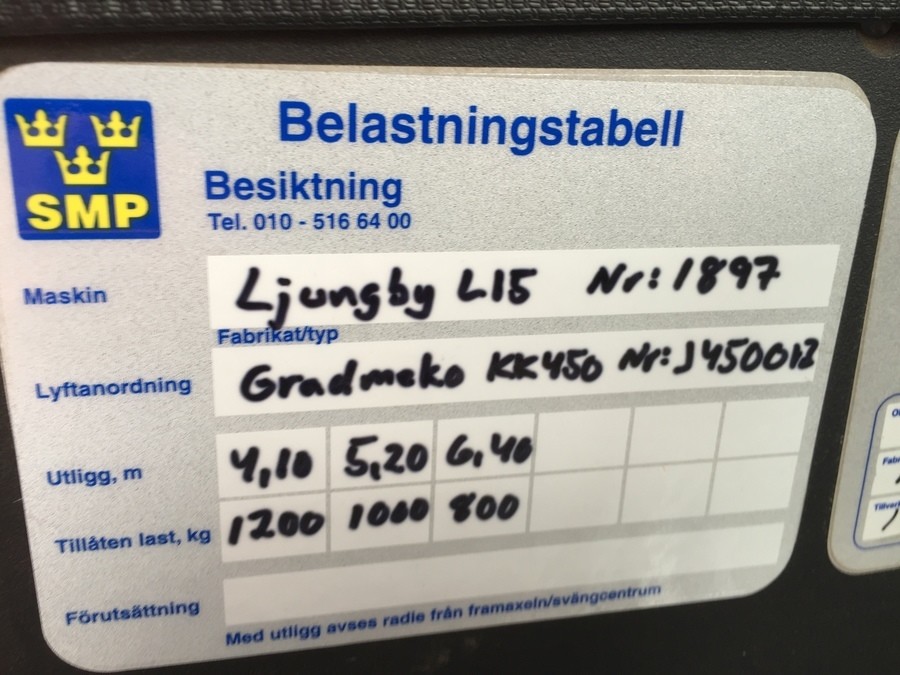 SMP
Belastningstabell
Besiktning
Tel. 010 - 516 64 00
Maskin Ljungby L15 Nr: 1897
Fabrikat/typ
Lyftanordning Gradmeko KK450 Nr: J450012
Utligg, m 4,10 5,20 6,40
Tillåten last, kg 1200 1000 800
Förutsättning
Med utligg avses radie från framaxeln/svängcentrum